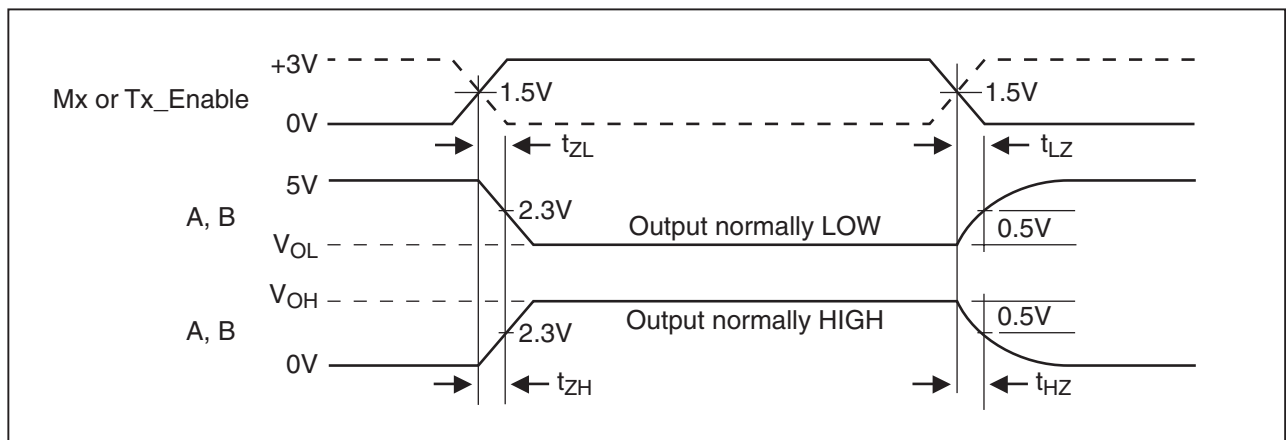 +3V
Mx or Tx_Enable
1.5V
1.5V
0V
tZL
tLZ
5V
A, B
2.3V
Output normally LOW
0.5V
VOL
VOH
A, B
2.3V
Output normally HIGH
0.5V
0V
tZH
tHZ